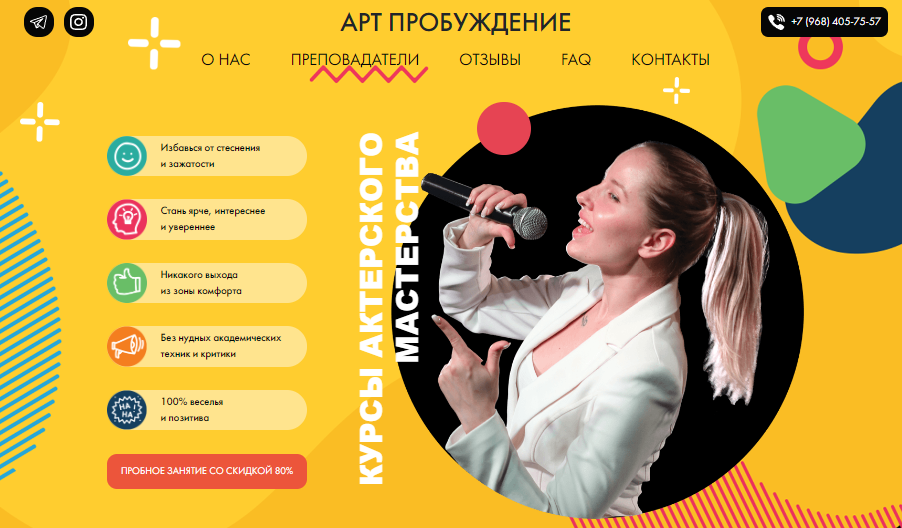 АРТ ПРОБУЖДЕНИЕ
+7 (968) 405-75-57
О НАС
ПРЕПОВАДАТЕЛИ
ОТЗЫВЫ
FAQ
КОНТАКТЫ
Избавься от стеснения
и зажатости
Стань ярче, интереснее
и увереннее
Никакого выхода
из зоны комфорта
Без нудных академических
техник и критики
HA !
HA
100% веселья
и позитива
ПРОБНОЕ ЗАНЯТИЕ СО СКИДКОЙ 80%
КУРСЫ АКТЕРСКОГО
МАСТЕРСТВА